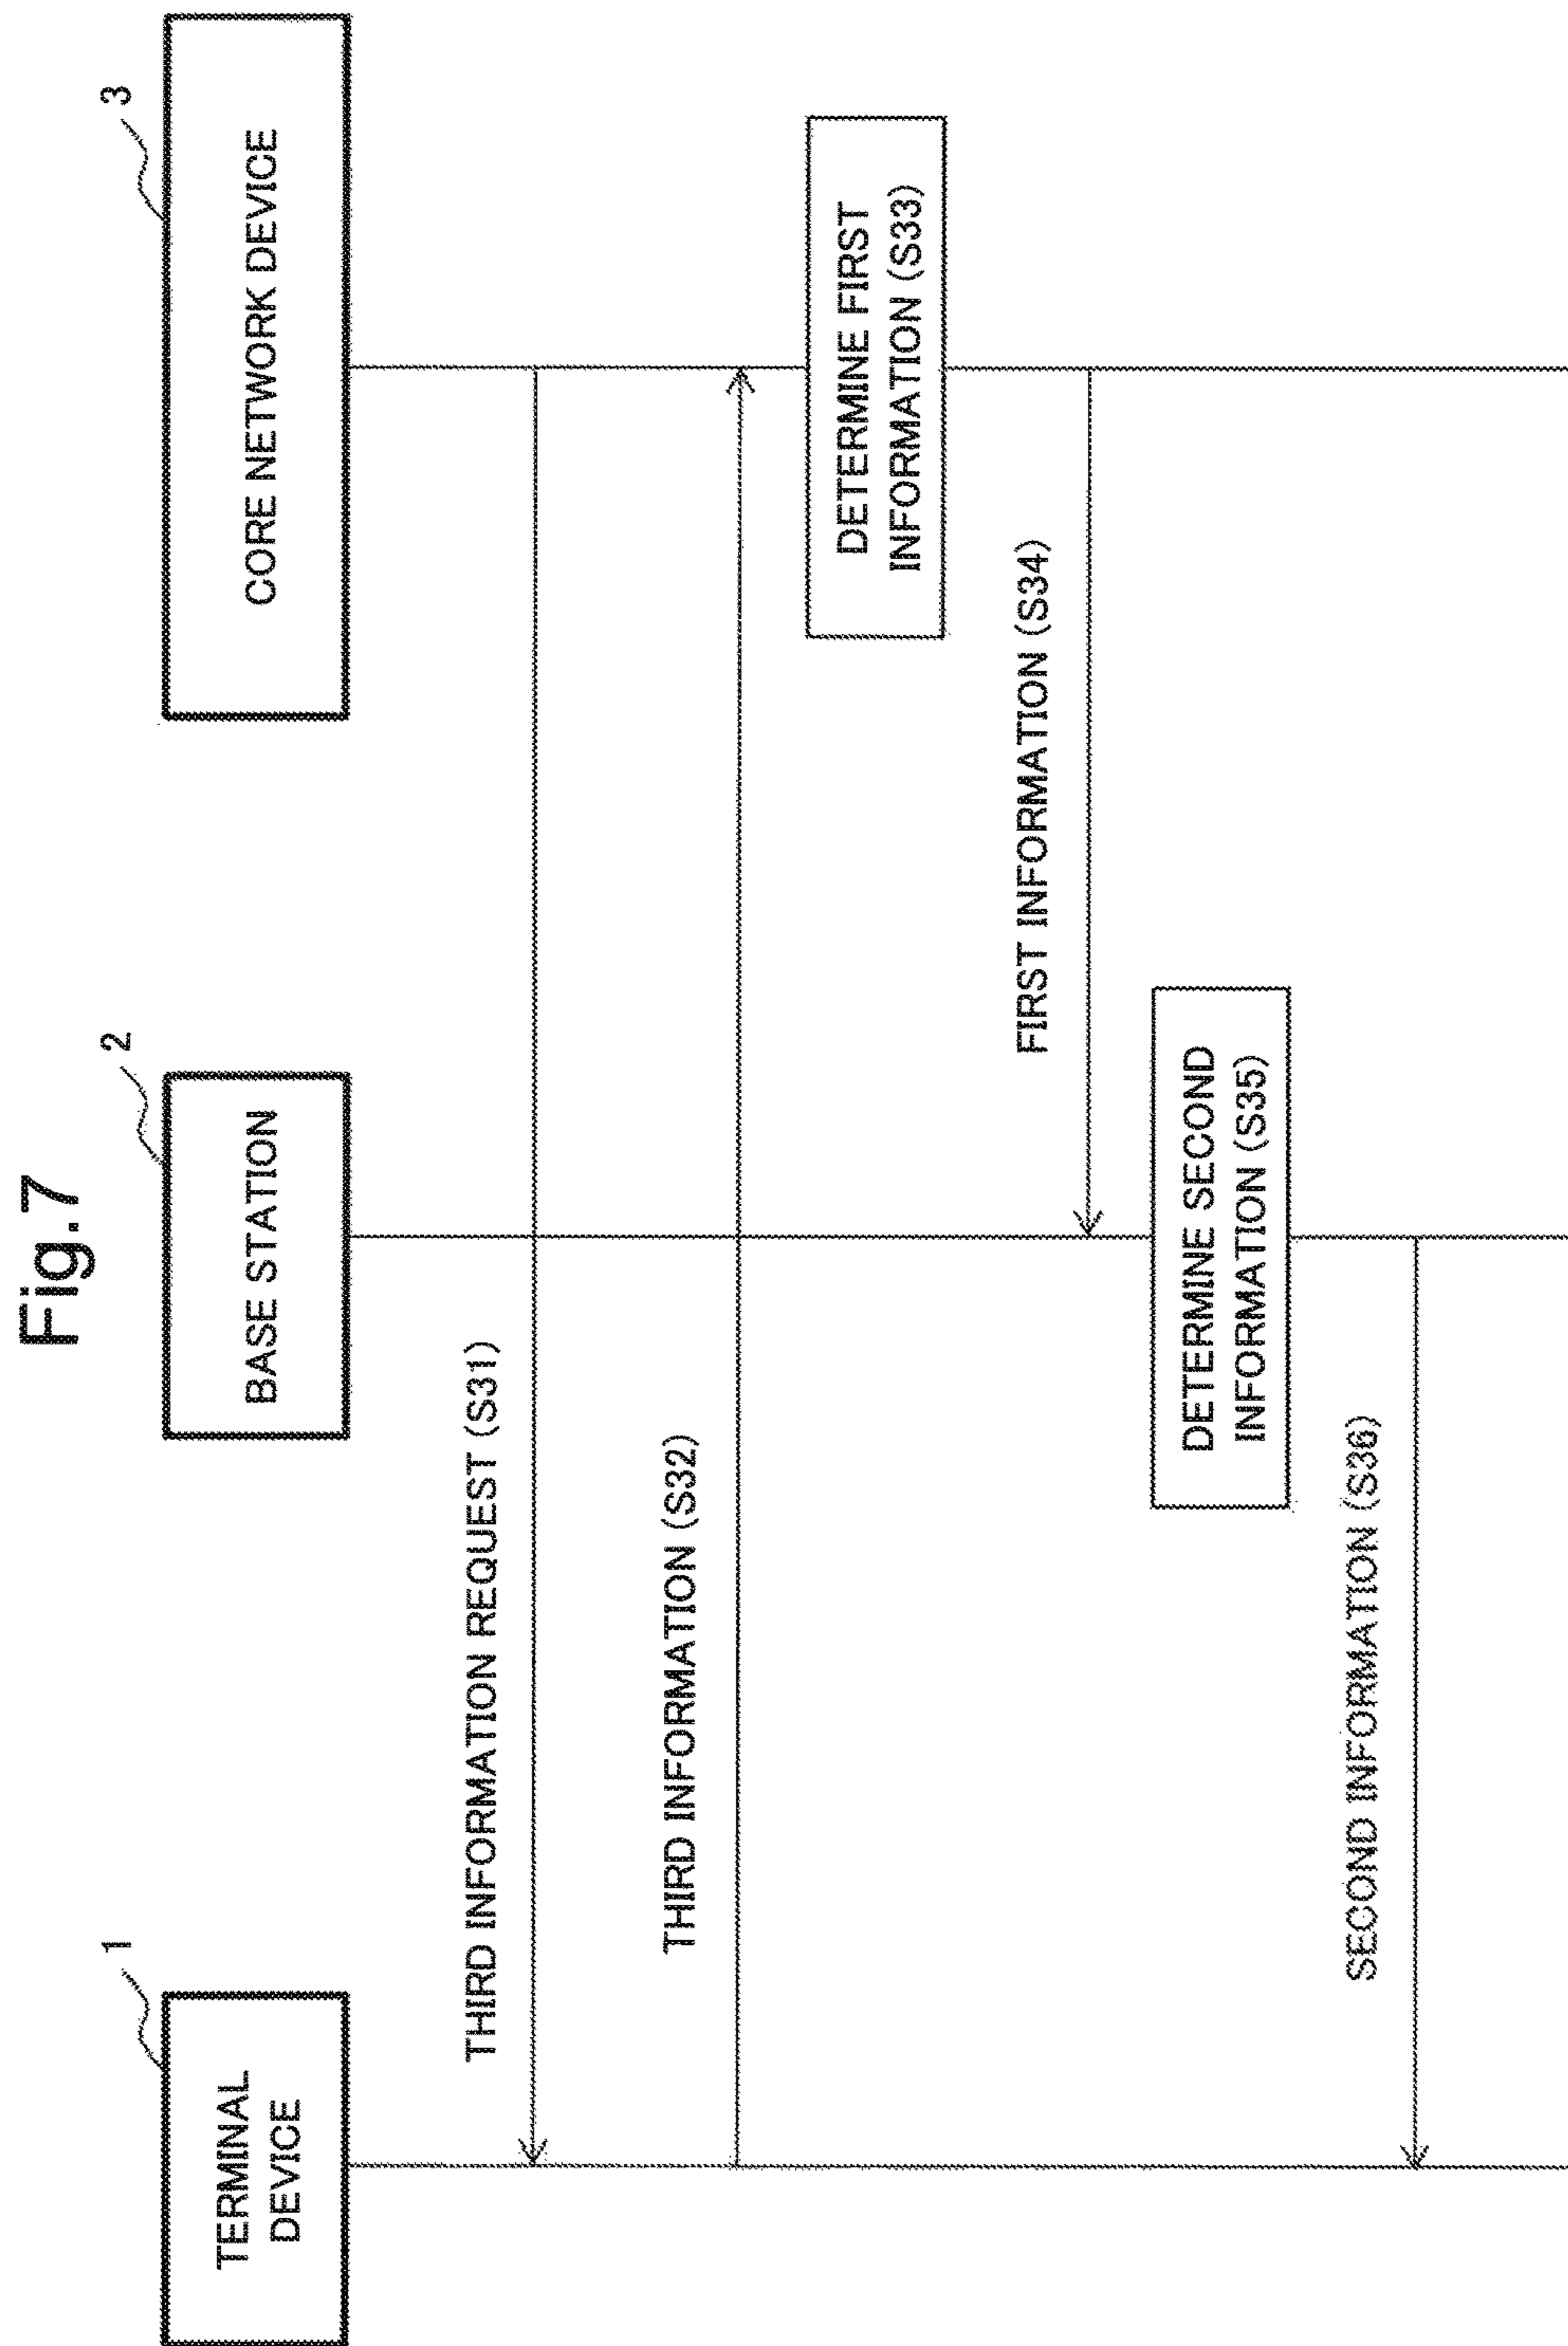 Fig.7
1
2
3
TERMINAL
DEVICE
BASE STATION
CORE NETWORK DEVICE
THIRD INFORMATION REQUEST (S31)
THIRD INFORMATION (S32)
DETERMINE FIRST
INFORMATION (S33)
FIRST INFORMATION (S34)
DETERMINE SECOND
INFORMATION (S35)
SECOND INFORMATION (S36)